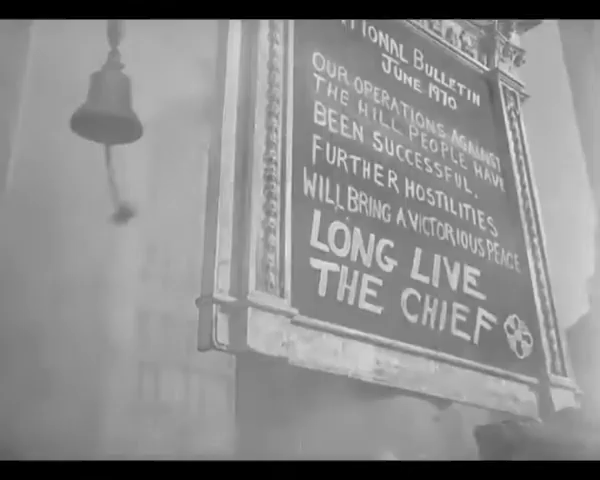 BULLETIN
JUNE 1970
OUR OPERATIONS AGAINST
THE HILL PEOPLE HAVE
BEEN SUCCESSFUL.
FURTHER HOSTILITIES
WILL BRING A VICTORIOUS PEACE
LONG LIVE
THE CHIEF